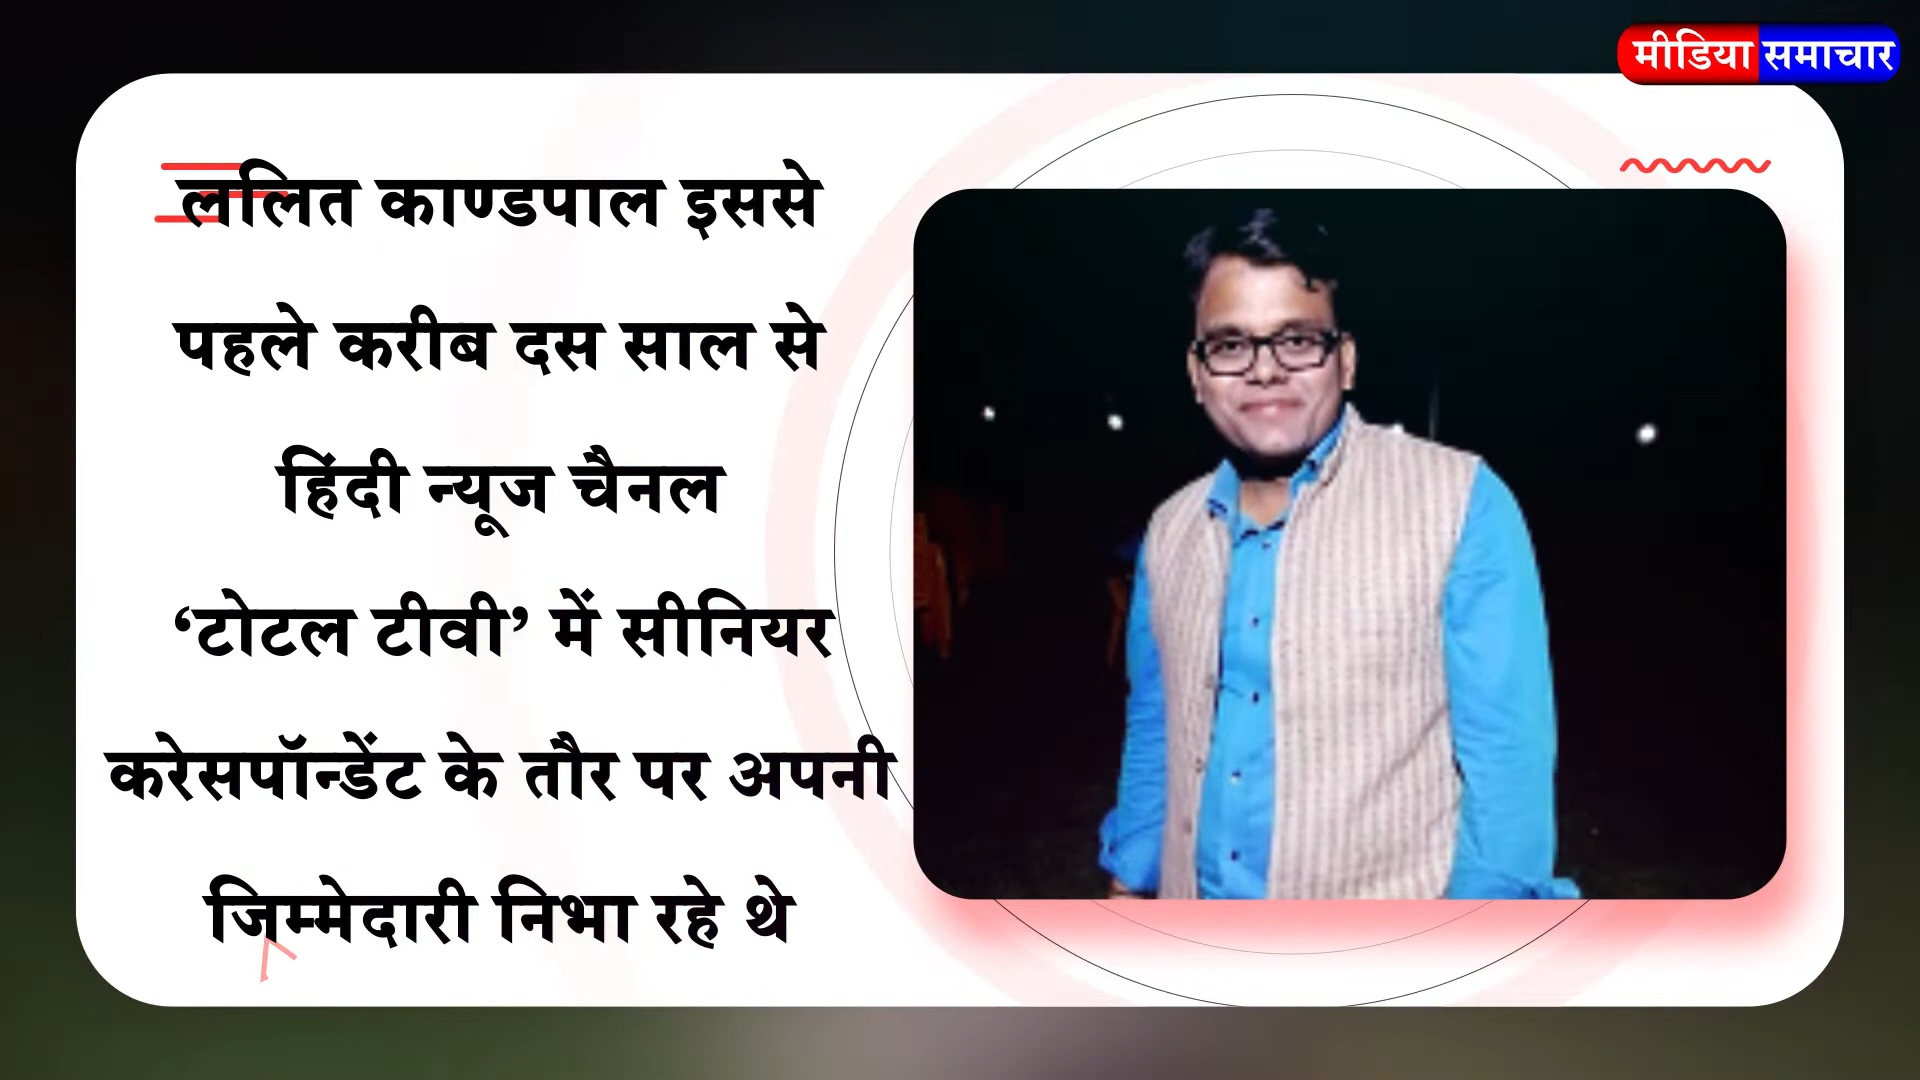 मीडिया समाचार
ललित काण्डपाल इससे
पहले करीब दस साल से
हिंदी न्यूज चैनल
‘टोटल टीवी’ में सीनियर
करेसपॉन्डेंट के तौर पर अपनी
जिम्मेदारी निभा रहे थे